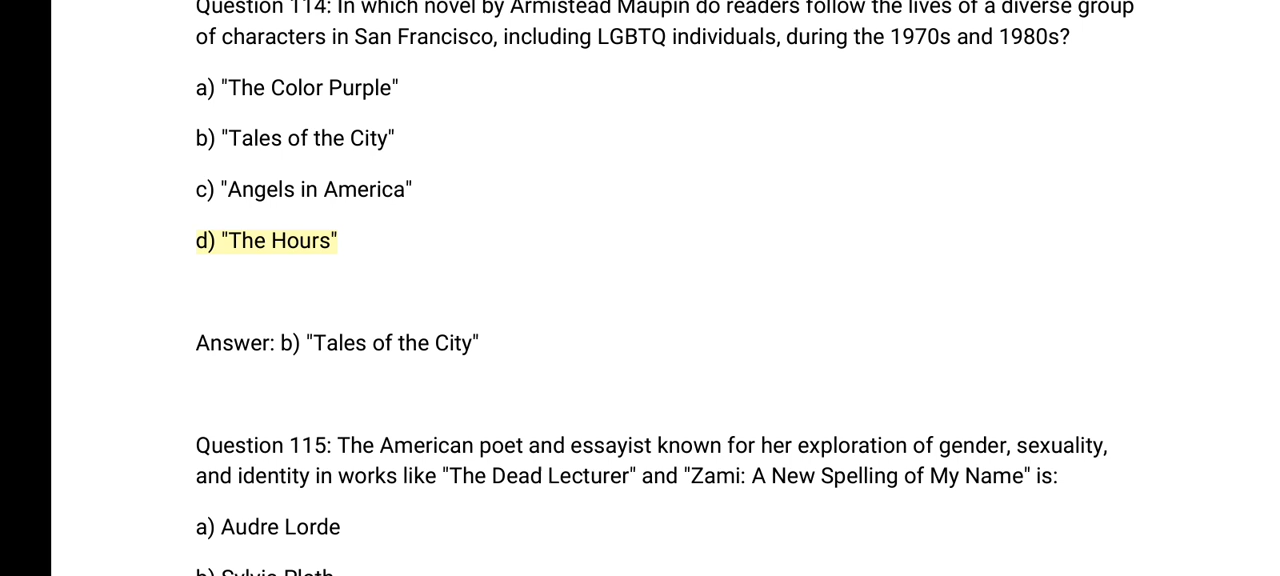 Question 114: In which novel by Armistead Maupin do readers follow the lives of a diverse group
of characters in San Francisco, including LGBTQ individuals, during the 1970s and 1980s?
a) "The Color Purple"
b) "Tales of the City"
c) "Angels in America"
d) "The Hours"
Answer: b) "Tales of the City"
Question 115: The American poet and essayist known for her exploration of gender, sexuality,
and identity in works like "The Dead Lecturer" and "Zami: A New Spelling of My Name" is:
a) Audre Lorde
b) Sylvia Plath